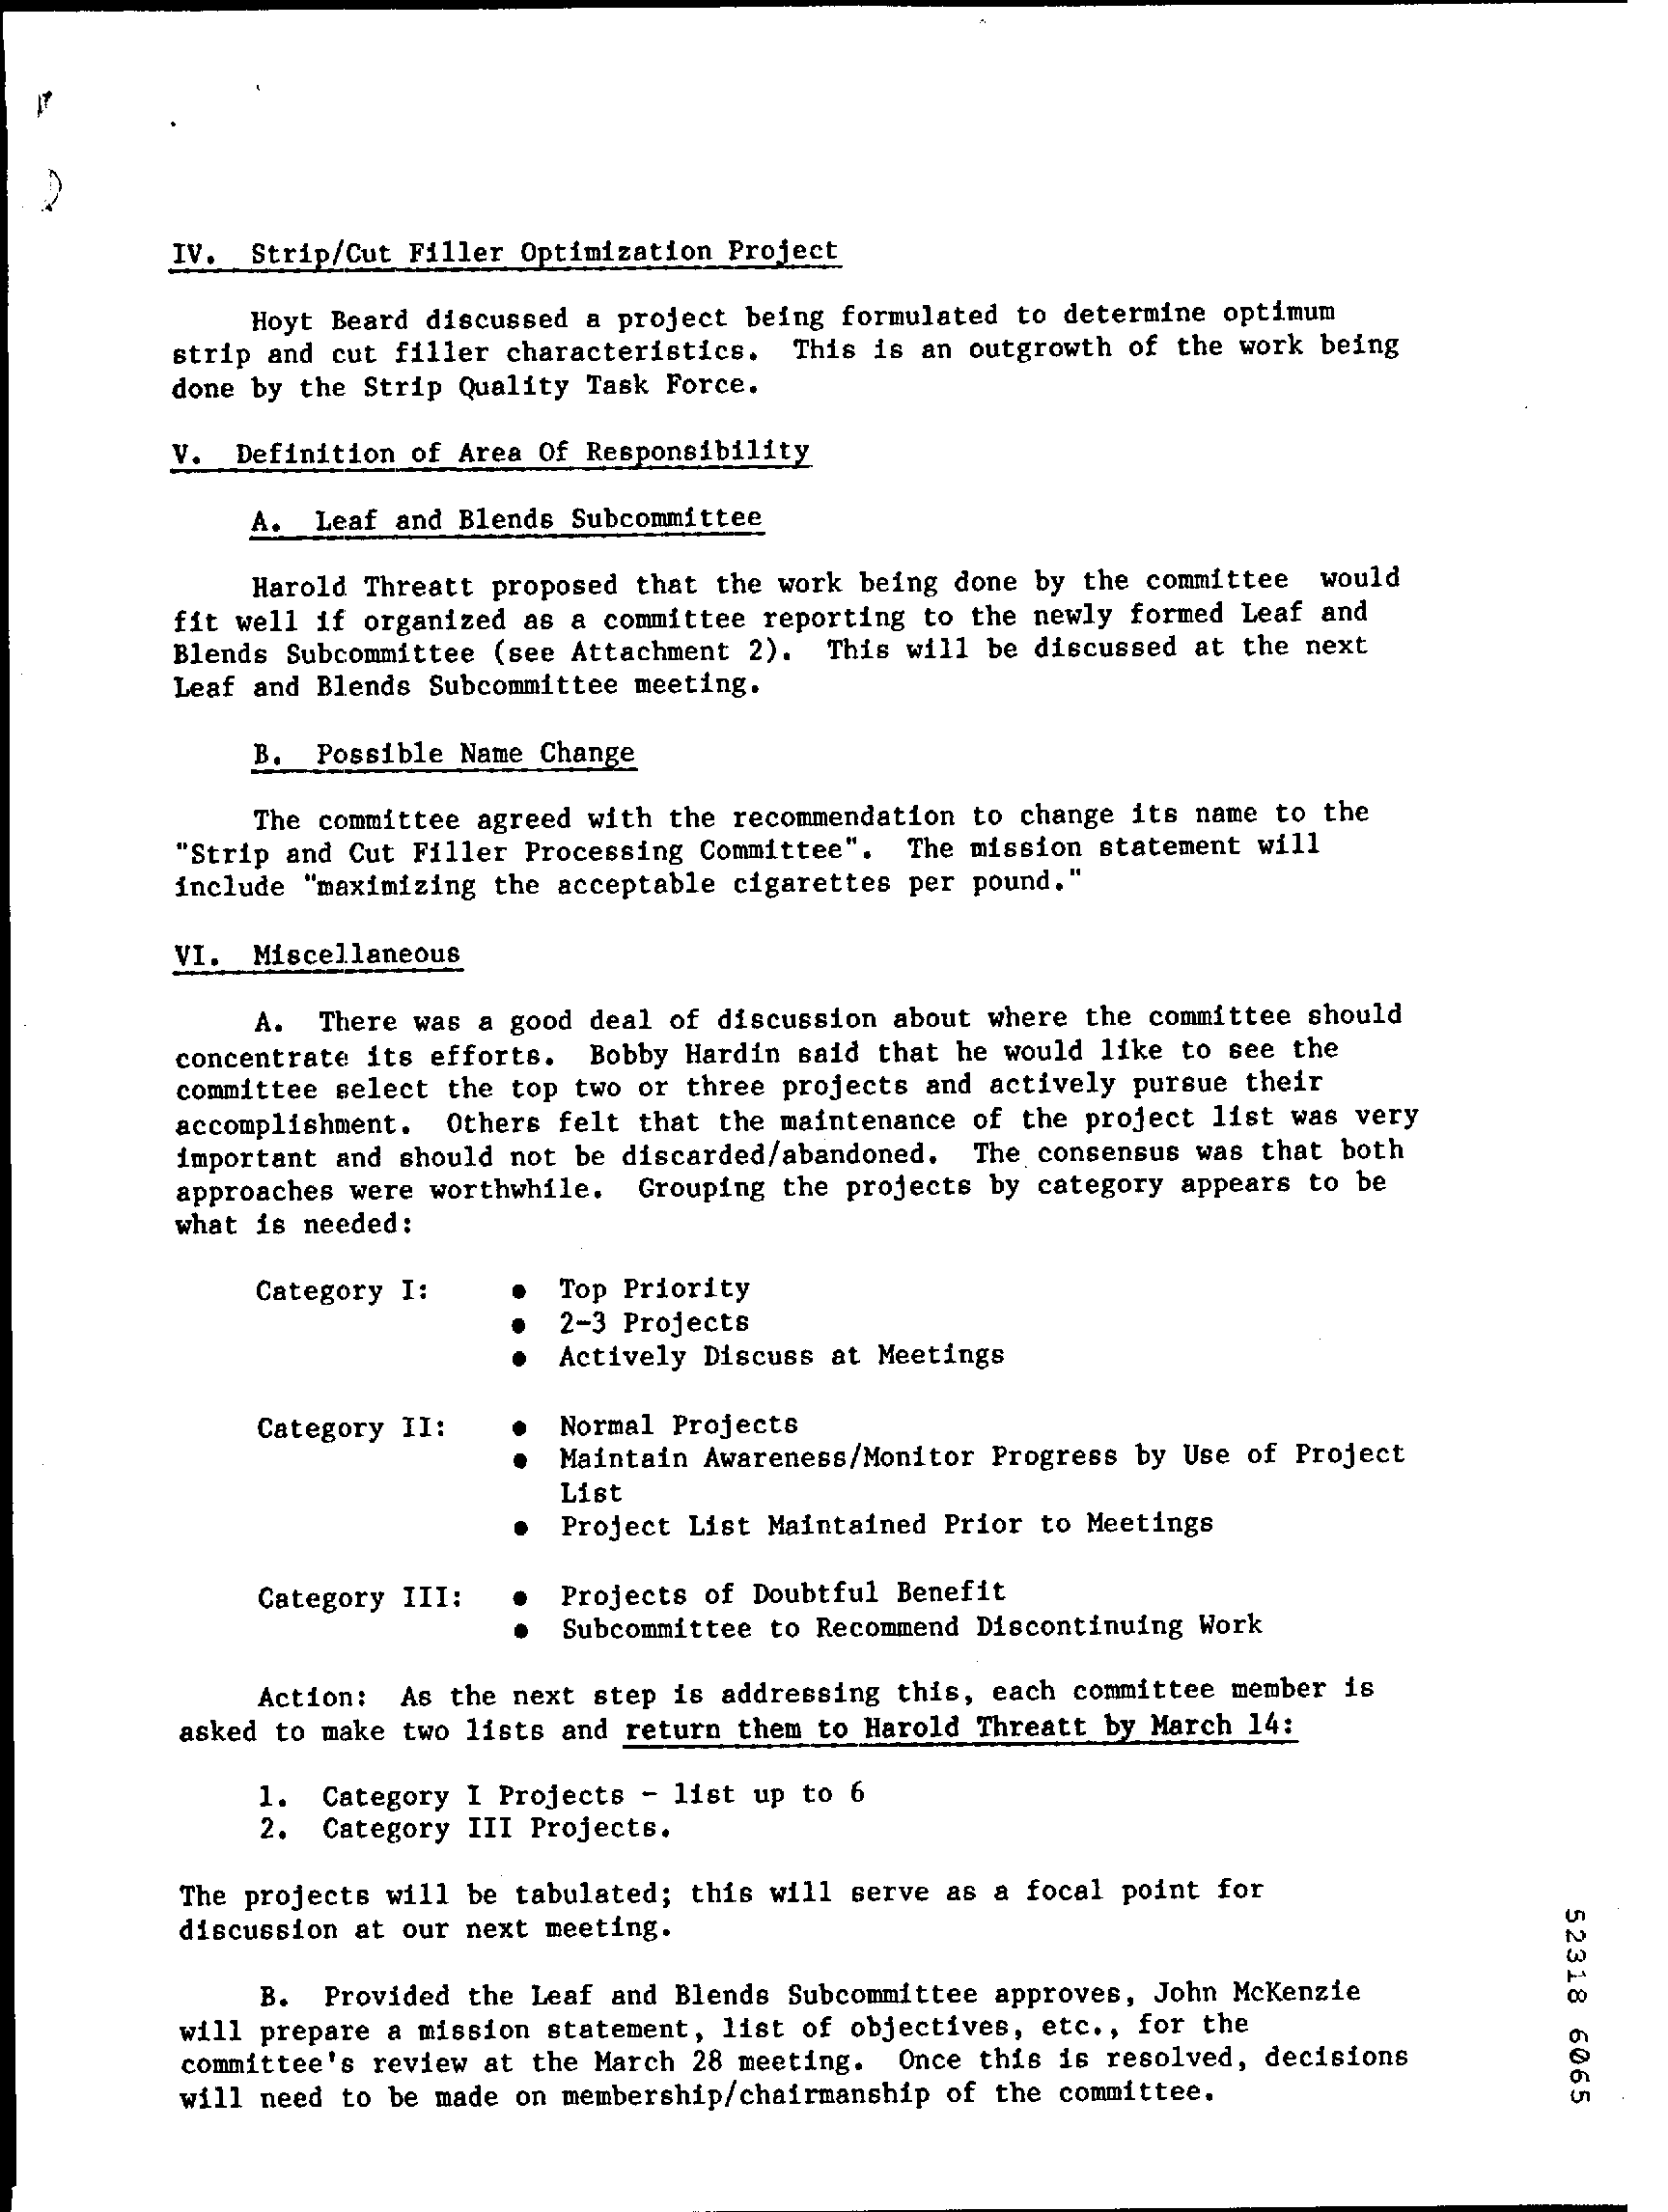 IV. Strip/Cut Filler Optimization Project
Hoyt Beard discussed a project being formulated to determine optimum
strip and cut filler characteristics. This is an outgrowth of the work being
done by the Strip Quality Task Force.
V. Definition of Area Of Responsibility
A. Leaf and Blends Subcommittee
Harold Threatt proposed that the work being done by the committee would
fit well if organized as a committee reporting to the newly formed Leaf and
Blends Subcommittee (see Attachment 2). This will be discussed at the next
Leaf and Blends Subcommittee meeting.
B. Possible Name Change
The committee agreed with the recommendation to change its name to the
"Strip and Cut Filler Processing Committee". The mission statement will
include "maximizing the acceptable cigarettes per pound."
VI. Miscellaneous
A. There was a good deal of discussion about where the committee should
concentrate its efforts. Bobby Hardin said that he would like to see the
committee select the top two or three projects and actively pursue their
accomplishment. Others felt that the maintenance of the project list was very
important and should not be discarded/abandoned. The consensus was that both
approaches were worthwhile. Grouping the projects by category appears to be
what is needed:
Category I: • Top Priority
• 2-3 Projects
• Actively Discuss at Meetings
Category II: • Normal Projects
• Maintain Awareness/Monitor Progress by Use of Project
List
• Project List Maintained Prior to Meetings
Category III: • Projects of Doubtful Benefit
• Subcommittee to Recommend Discontinuing Work
Action: As the next step is addressing this, each committee member is
asked to make two lists and return them to Harold Threatt by March 14:
1. Category I Projects - list up to 6
2. Category III Projects.
The projects will be tabulated; this will serve as a focal point for
discussion at our next meeting.
B. Provided the Leaf and Blends Subcommittee approves, John McKenzie
will prepare a mission statement, list of objectives, etc., for the
committee's review at the March 28 meeting. Once this is resolved, decisions
will need to be made on membership/chairmanship of the committee.
52318 6065